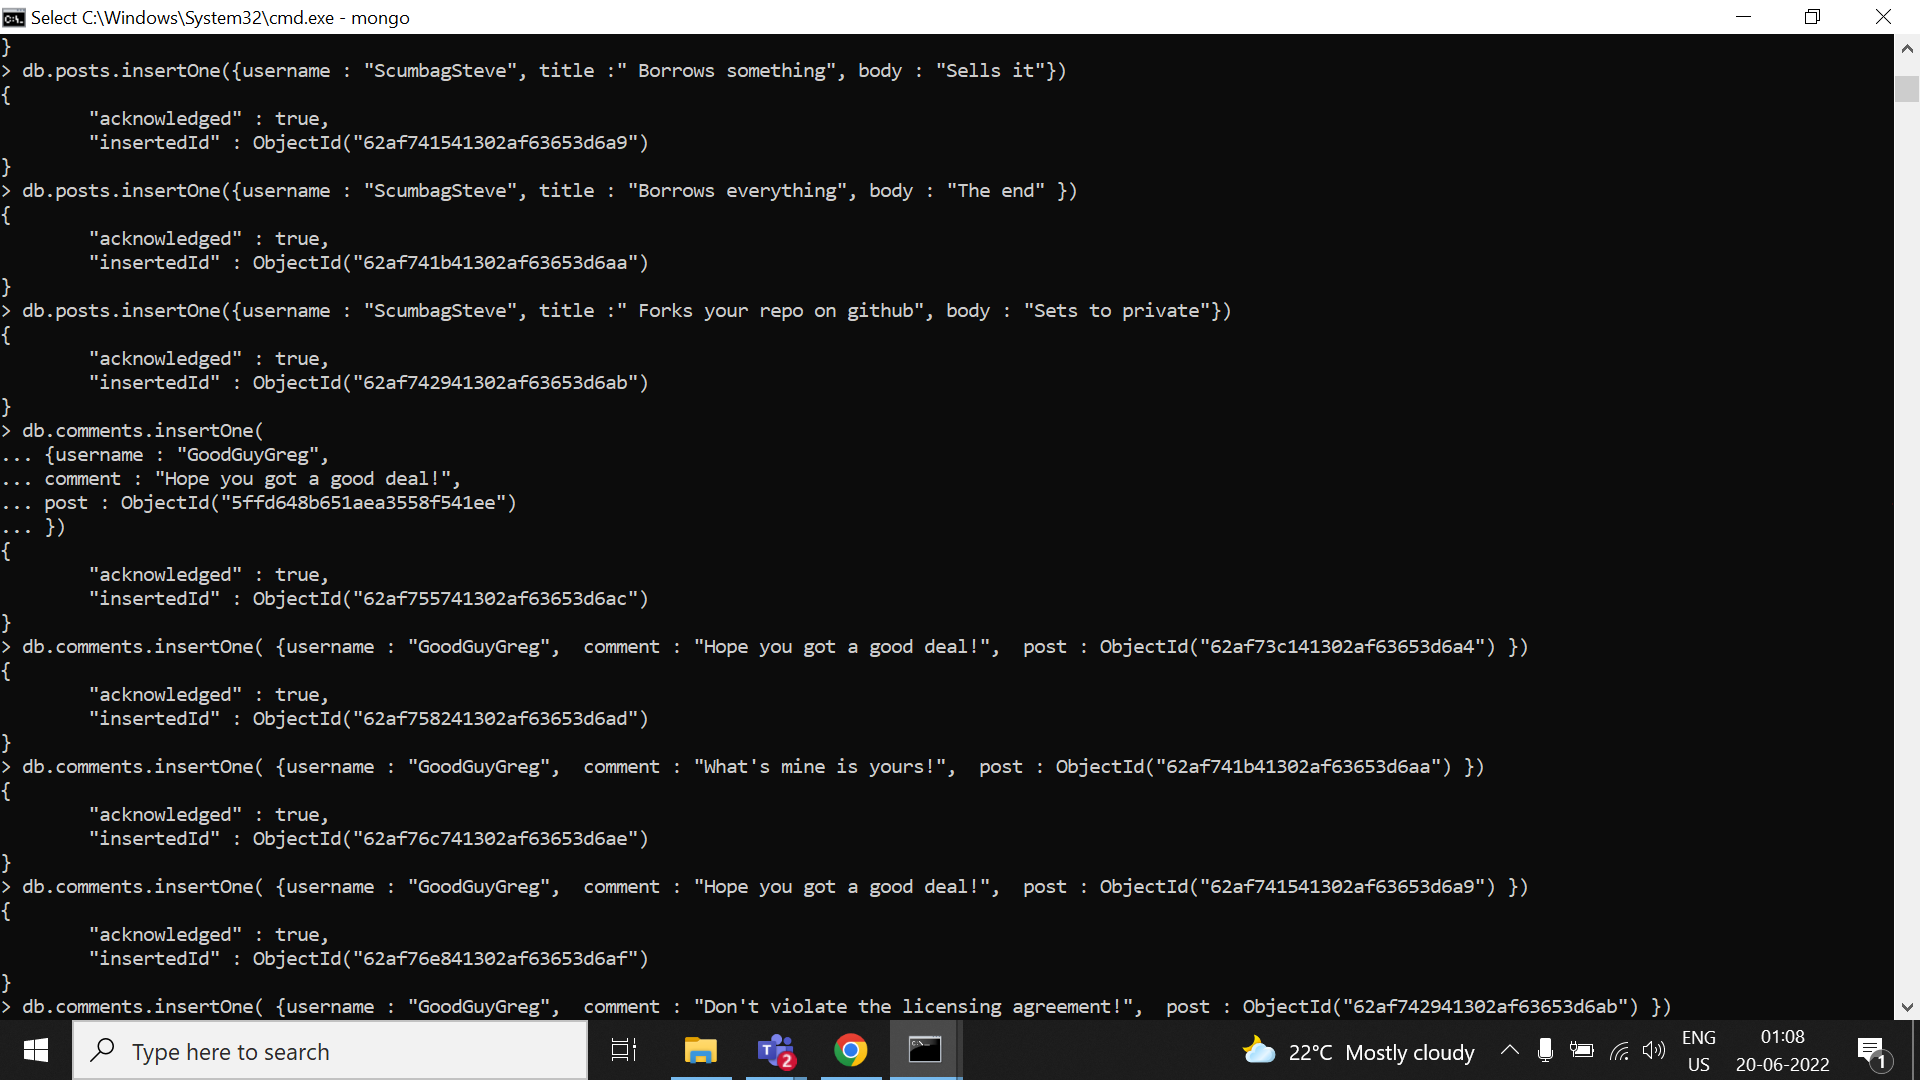 Select C:\Windows\System32\cmd.exe - mongo
}
> db.posts.insertOne({username : "ScumbagSteve", title :" Borrows something", body : "Sells it"})
{
"acknowledged" : true,
"insertedId" : ObjectId("62af741541302af63653d6a9")
}
> db.posts.insertOne({username : "ScumbagSteve", title : "Borrows everything", body : "The end" })
{
"acknowledged" : true,
"insertedId" : ObjectId("62af741b41302af63653d6aa")
}
> db.posts.insertOne({username : "ScumbagSteve", title :" Forks your repo on github", body : "Sets to private"})
{
"acknowledged" : true,
"insertedId" : ObjectId("62af742941302af63653d6ab")
}
> db.comments.insertOne(
... {username : "GoodGuyGreg",
... comment : "Hope you got a good deal!",
... post : ObjectId("5ffd648b651aea3558f541ee")
... })
{
"acknowledged" : true,
"insertedId" : ObjectId("62af755741302af63653d6ac")
}
> db.comments.insertOne( {username : "GoodGuyGreg",  comment : "Hope you got a good deal!",  post : ObjectId("62af73c141302af63653d6a4") })
{
"acknowledged" : true,
"insertedId" : ObjectId("62af758241302af63653d6ad")
}
> db.comments.insertOne( {username : "GoodGuyGreg",  comment : "What's mine is yours!",  post : ObjectId("62af741b41302af63653d6aa") })
{
"acknowledged" : true,
"insertedId" : ObjectId("62af76c741302af63653d6ae")
}
> db.comments.insertOne( {username : "GoodGuyGreg",  comment : "Hope you got a good deal!",  post : ObjectId("62af741541302af63653d6a9") })
{
"acknowledged" : true,
"insertedId" : ObjectId("62af76e841302af63653d6af")
}
> db.comments.insertOne( {username : "GoodGuyGreg",  comment : "Don't violate the licensing agreement!",  post : ObjectId("62af742941302af63653d6ab") })
Type here to search
T 2
22°C Mostly cloudy
ENG
US
01:08
20-06-2022
1